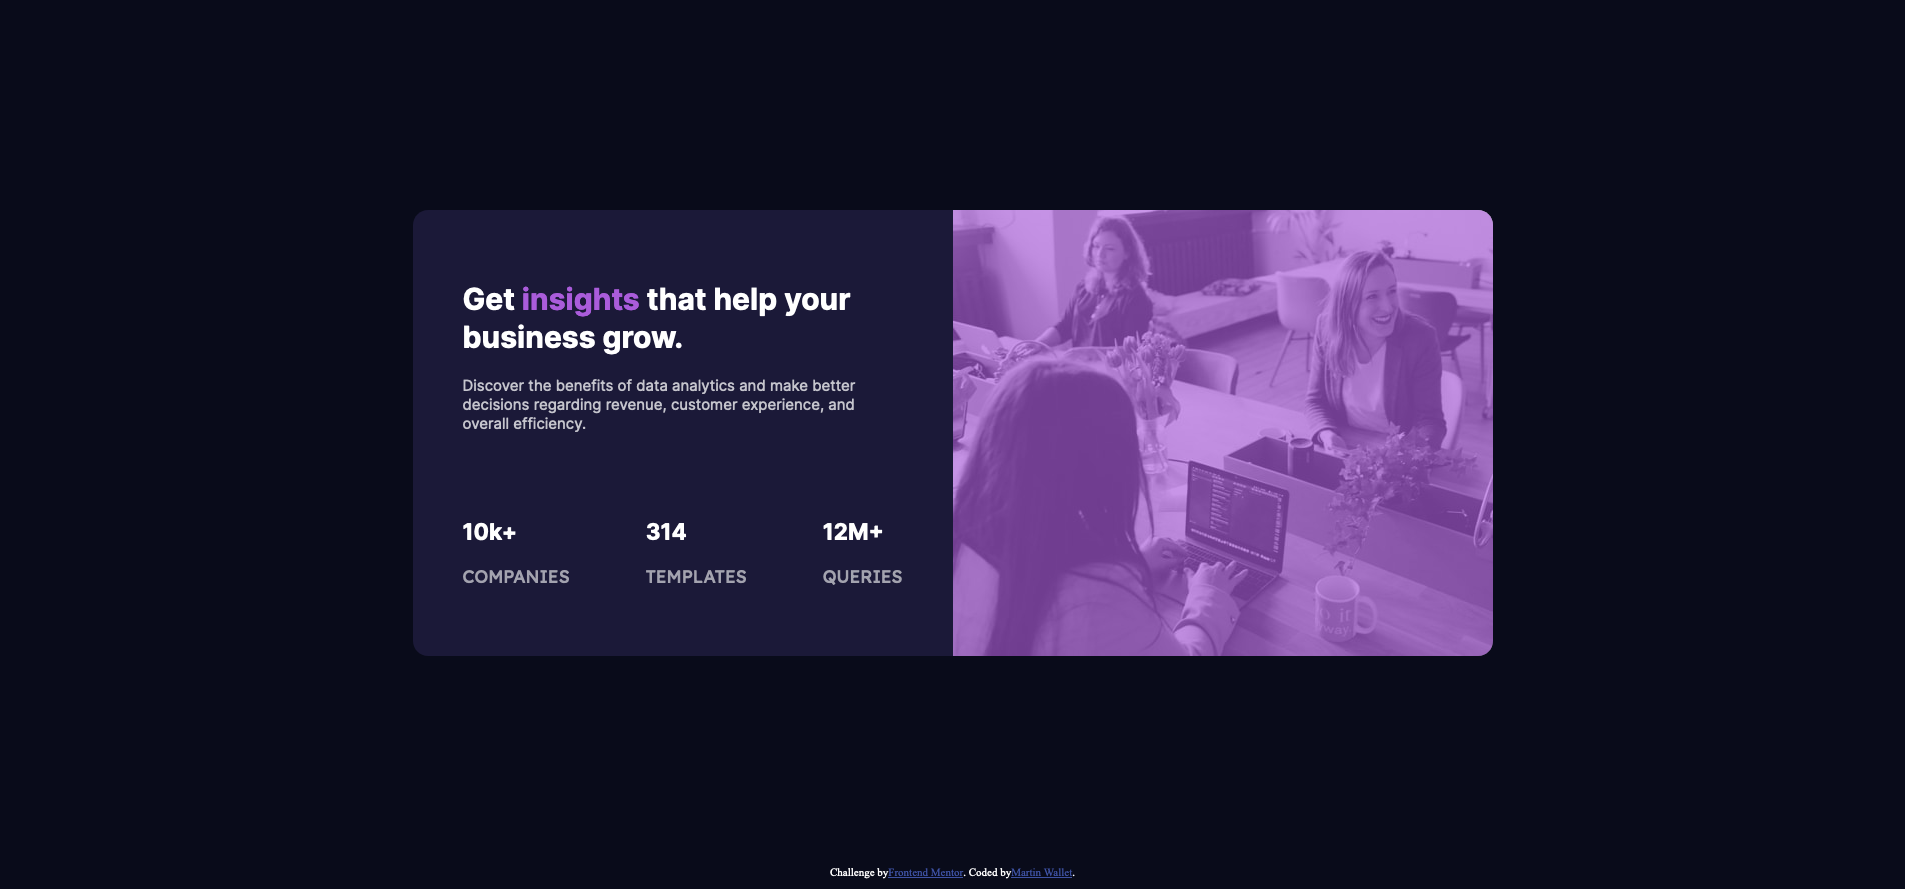 Get insights that help your
business grow.
Discover the benefits of data analytics and make better
decisions regarding revenue, customer experience, and
overall efficiency.
10k+ 314 12M+
COMPANIES TEMPLATES QUERIES
Challenge byFrontend Mentor. Coded byMartin Wallet.